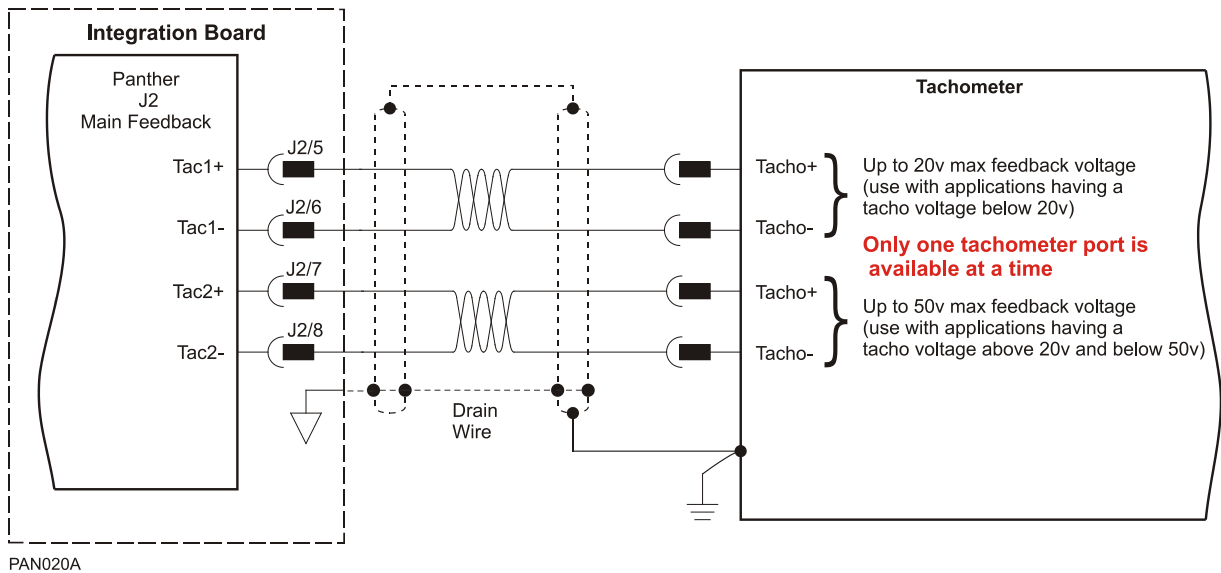 Integration Board
Panther
J2
Main Feedback
Tac1+
J2/5
Tac1-
J2/6
Tac2+
J2/7
Tac2-
J2/8
Drain
Wire
Tachometer
Tacho+
Tacho-
Up to 20v max feedback voltage
(use with applications having a
tacho voltage below 20v)
Only one tachometer port is
available at a time
Tacho+
Tacho-
Up to 50v max feedback voltage
(use with applications having a
tacho voltage above 20v and below 50v)
PAN020A